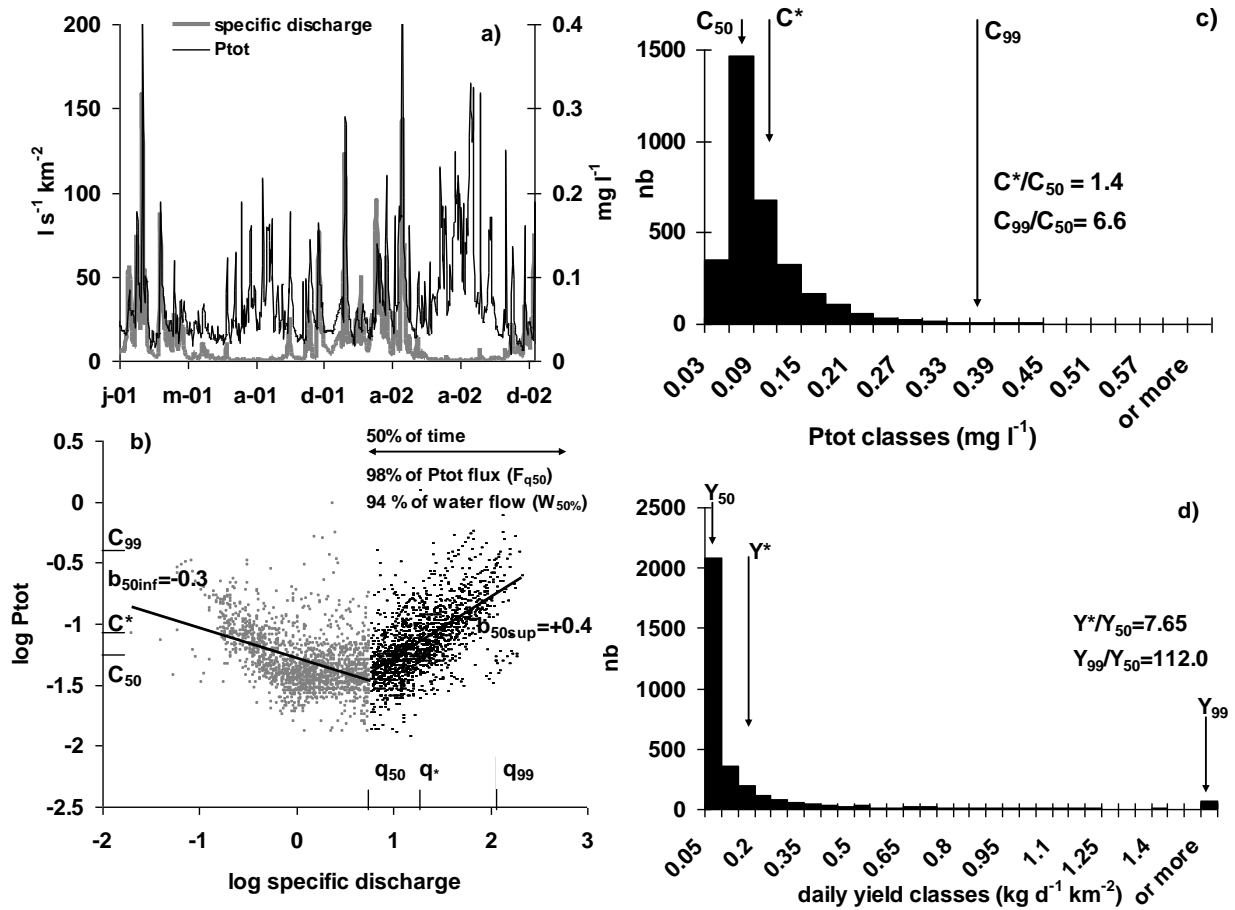 specific discharge
Ptot
a)
200
150
100
50
0
l s⁻¹ km⁻²
0.4
0.3
0.2
0.1
0
mg l⁻¹
j-01 m-01 a-01 d-01 a-02 a-02 d-02
C₅₀ C* C₉₉
c)
1500
1000
500
0
nb
C*/C₅₀ = 1.4
C₉₉/C₅₀= 6.6
0.03 0.09 0.15 0.21 0.27 0.33 0.39 0.45 0.51 0.57 or more
Ptot classes (mg l⁻¹)
b)
50% of time
98% of Ptot flux (Fq50)
94 % of water flow (W50%)
0.5
0
-0.5
-1
-1.5
-2
-2.5
log Ptot
C₉₉
b50inf=-0.3
C*
C₅₀
b50sup=+0.4
q₅₀ q* q₉₉
-2 -1 0 1 2 3
log specific discharge
d)
Y₅₀
Y*
Y₉₉
2500
2000
1500
1000
500
0
nb
Y*/Y₅₀=7.65
Y₉₉/Y₅₀=112.0
0.05 0.2 0.35 0.5 0.65 0.8 0.95 1.1 1.25 1.4 or more
daily yield classes (kg d⁻¹ km⁻²)